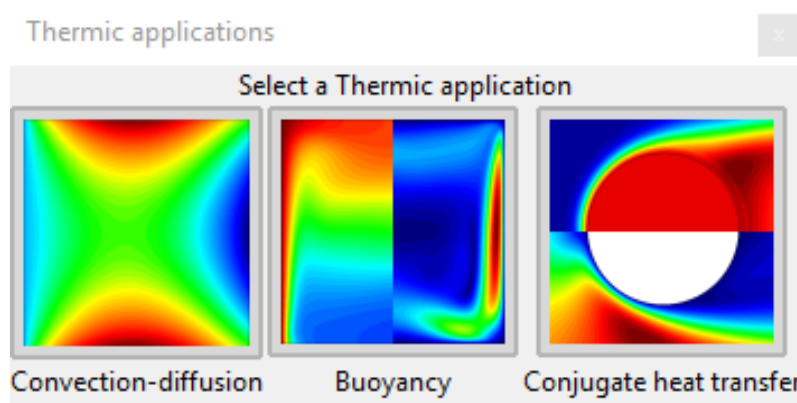 Thermic applications
x
Select a Thermic application
Convection-diffusion
Buoyancy
Conjugate heat transfer